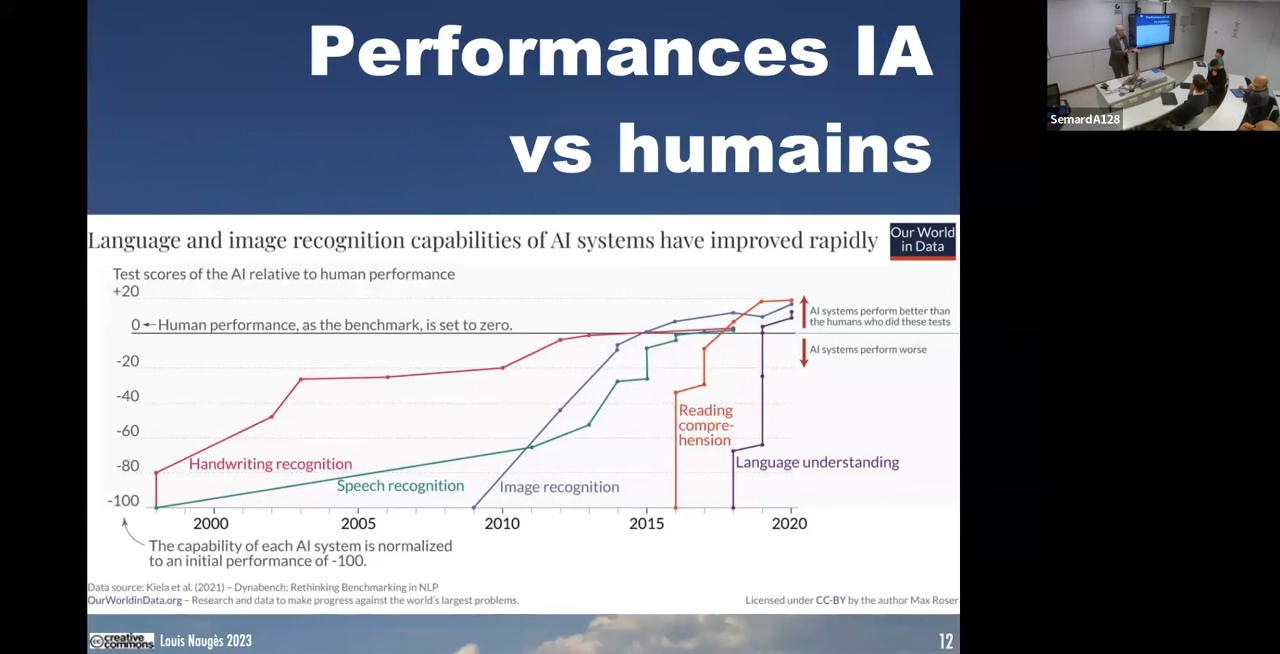 Performances IA
vs humains
SemardA128
Language and image recognition capabilities of AI systems have improved rapidly
Our World
in Data
Test scores of the AI relative to human performance
+20
0
Human performance, as the benchmark, is set to zero.
AI systems perform better than
the humans who did these tests
AI systems perform worse
-20
-40
-60
-80
-100
Reading
compre-
hension
Handwriting recognition
Language understanding
Speech recognition
Image recognition
2000
2005
2010
2015
2020
The capability of each AI system is normalized
to an initial performance of -100.
Data source: Kiela et al. (2021) – Dynabench: Rethinking Benchmarking in NLP
OurWorldinData.org – Research and data to make progress against the world's largest problems.
Licensed under CC-BY by the author Max Roser
cc creative
commons
Louis Naugès 2023
12